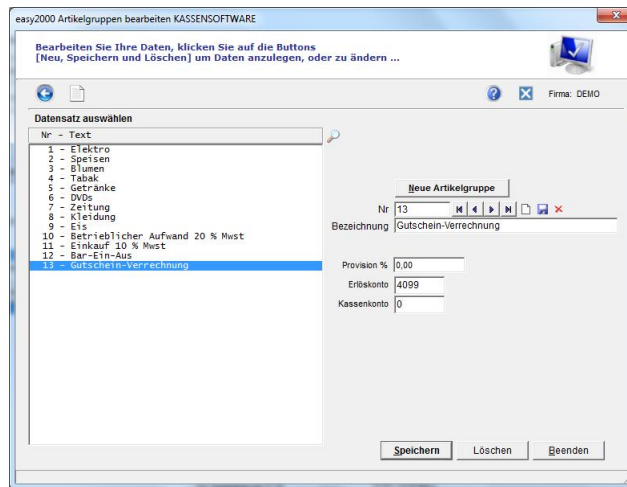 easy2000 Artikelgruppen bearbeiten KASSENSOFTWARE
Bearbeiten Sie Ihre Daten, klicken Sie auf die Buttons
[Neu, Speichern und Löschen] um Daten anzulegen, oder zu ändern ...
Firma: DEMO
Datensatz auswählen
Nr - Text
1 - Elektro
2 - Speisen
3 - Blumen
4 - Tabak
5 - Getränke
6 - DVDs
7 - Zeitung
8 - Kleidung
9 - Eis
10 - Betrieblicher Aufwand 20 % Mwst
11 - Einkauf 10 % Mwst
12 - Bar-Ein-Aus
13 - Gutschein-Verrechnung
Neue Artikelgruppe
Nr 13
Bezeichnung Gutschein-Verrechnung
Provision % 0,00
Erlöskonto 4099
Kassenkonto 0
Speichern Löschen Beenden